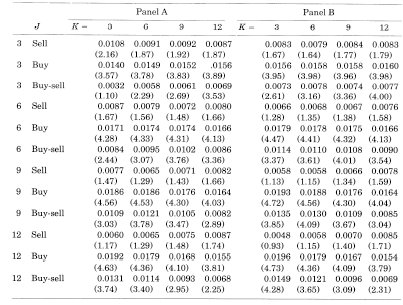 Panel A Panel B
J K = 3 6 9 12 K = 3 6 9 12
3 Sell 0.0108 0.0091 0.0092 0.0087 0.0083 0.0079 0.0084 0.0083
(2.16) (1.87) (1.92) (1.87) (1.67) (1.64) (1.77) (1.79)
3 Buy 0.0140 0.0149 0.0152 .0156 0.0156 0.0158 0.0158 0.0160
(3.57) (3.78) (3.83) (3.89) (3.95) (3.98) (3.96) (3.98)
3 Buy-sell 0.0032 0.0058 0.0061 0.0069 0.0073 0.0078 0.0074 0.0077
(1.10) (2.29) (2.69) (3.53) (2.61) (3.16) (3.36) (4.00)
6 Sell 0.0087 0.0079 0.0072 0.0080 0.0066 0.0068 0.0067 0.0076
(1.67) (1.56) (1.48) (1.66) (1.28) (1.35) (1.38) (1.58)
6 Buy 0.0171 0.0174 0.0174 0.0166 0.0179 0.0178 0.0175 0.0166
(4.28) (4.33) (4.31) (4.13) (4.47) (4.41) (4.32) (4.13)
6 Buy-sell 0.0084 0.0095 0.0102 0.0086 0.0114 0.0110 0.0108 0.0090
(2.44) (3.07) (3.76) (3.36) (3.37) (3.61) (4.01) (3.54)
9 Sell 0.0077 0.0065 0.0071 0.0082 0.0058 0.0058 0.0066 0.0078
(1.47) (1.29) (1.43) (1.66) (1.13) (1.15) (1.34) (1.59)
9 Buy 0.0186 0.0186 0.0176 0.0164 0.0193 0.0188 0.0176 0.0164
(4.56) (4.53) (4.30) (4.03) (4.72) (4.56) (4.30) (4.04)
9 Buy-sell 0.0109 0.0121 0.0105 0.0082 0.0135 0.0130 0.0109 0.0085
(3.03) (3.78) (3.47) (2.89) (3.85) (4.09) (3.67) (3.04)
12 Sell 0.0060 0.0065 0.0075 0.0087 0.0048 0.0058 0.0070 0.0085
(1.17) (1.29) (1.48) (1.74) (0.93) (1.15) (1.40) (1.71)
12 Buy 0.0192 0.0179 0.0168 0.0155 0.0196 0.0179 0.0167 0.0154
(4.63) (4.36) (4.10) (3.81) (4.73) (4.36) (4.09) (3.79)
12 Buy-sell 0.0131 0.0114 0.0093 0.0068 0.0149 0.0121 0.0096 0.0069
(3.74) (3.40) (2.95) (2.25) (4.28) (3.65) (3.09) (2.31)